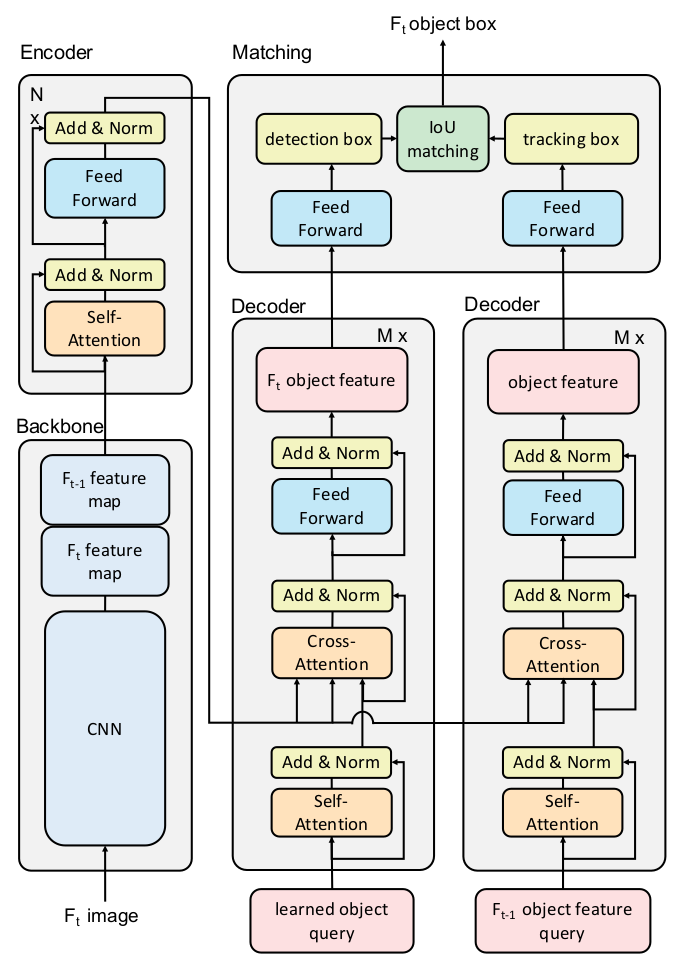 F_t object box
Encoder
Matching
N
x
Add & Norm
Feed
Forward
Add & Norm
Self-
Attention
detection box
IoU
matching
tracking box
Feed
Forward
Feed
Forward
Backbone
F_t-1 feature
map
F_t feature
map
CNN
F_t image
Decoder
M x
F_t object feature
Add & Norm
Feed
Forward
Add & Norm
Cross-
Attention
Add & Norm
Self-
Attention
learned object
query
Decoder
M x
object feature
Add & Norm
Feed
Forward
Add & Norm
Cross-
Attention
Add & Norm
Self-
Attention
F_t-1 object feature
query